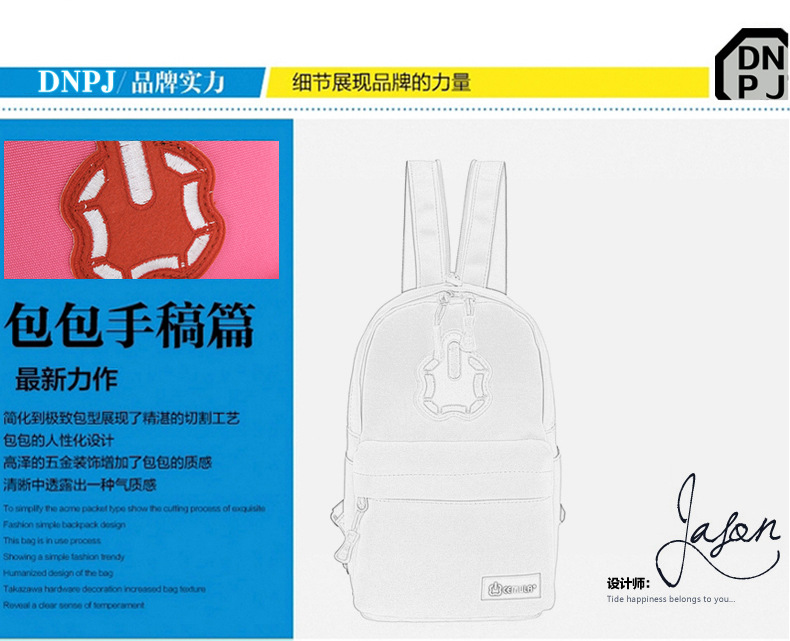 DNPJ/品牌实力
细节展现品牌的力量
DN
PJ
包包手稿篇
最新力作
简化到极致包型展现了精湛的切割工艺
包包的人性化设计
高泽的五金装饰增加了包包的质感
清晰中透露出一种气质感
To simplify the acme packet type show the cutting process of exquisite
Fashion simple backpack design
This bag is in use process
Showing a simple fashion trendy
Humanized design of the bag
Takazawa hardware decoration increased bag texture
Reveal a clear sense of temperament
Jason
设计师：
Tide happiness belongs to you...